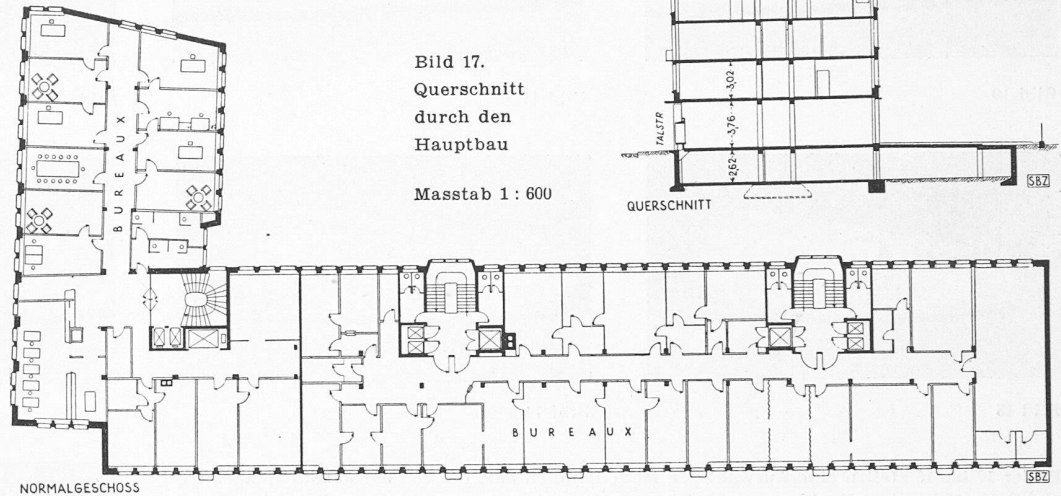 Bild 17.
Querschnitt
durch den
Hauptbau
Masstab 1 : 600
3,02
3,76
2,62
TALSTR
QUERSCHNITT
SBZ
BUREAUX
BUREAUX
NORMALGESCHOSS
SBZ